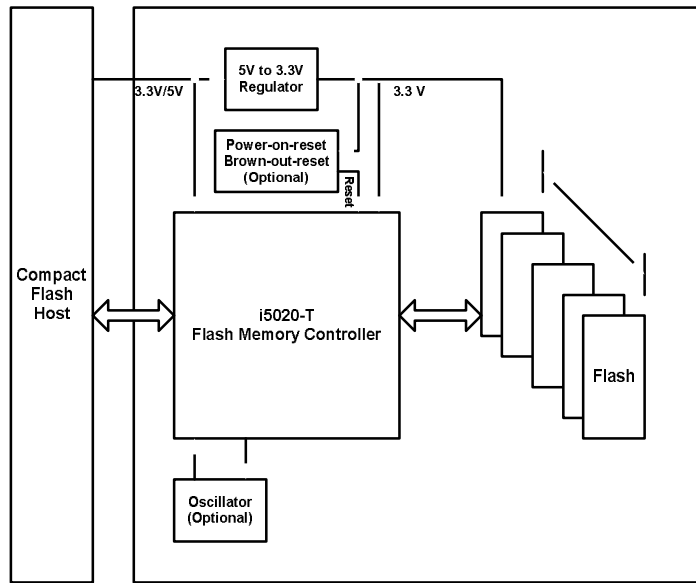 5V to 3.3V
Regulator
3.3V/5V
3.3 V
Power-on-reset
Brown-out-reset
(Optional)
Reset
Compact
Flash
Host
i5020-T
Flash Memory Controller
Flash
Oscillator
(Optional)